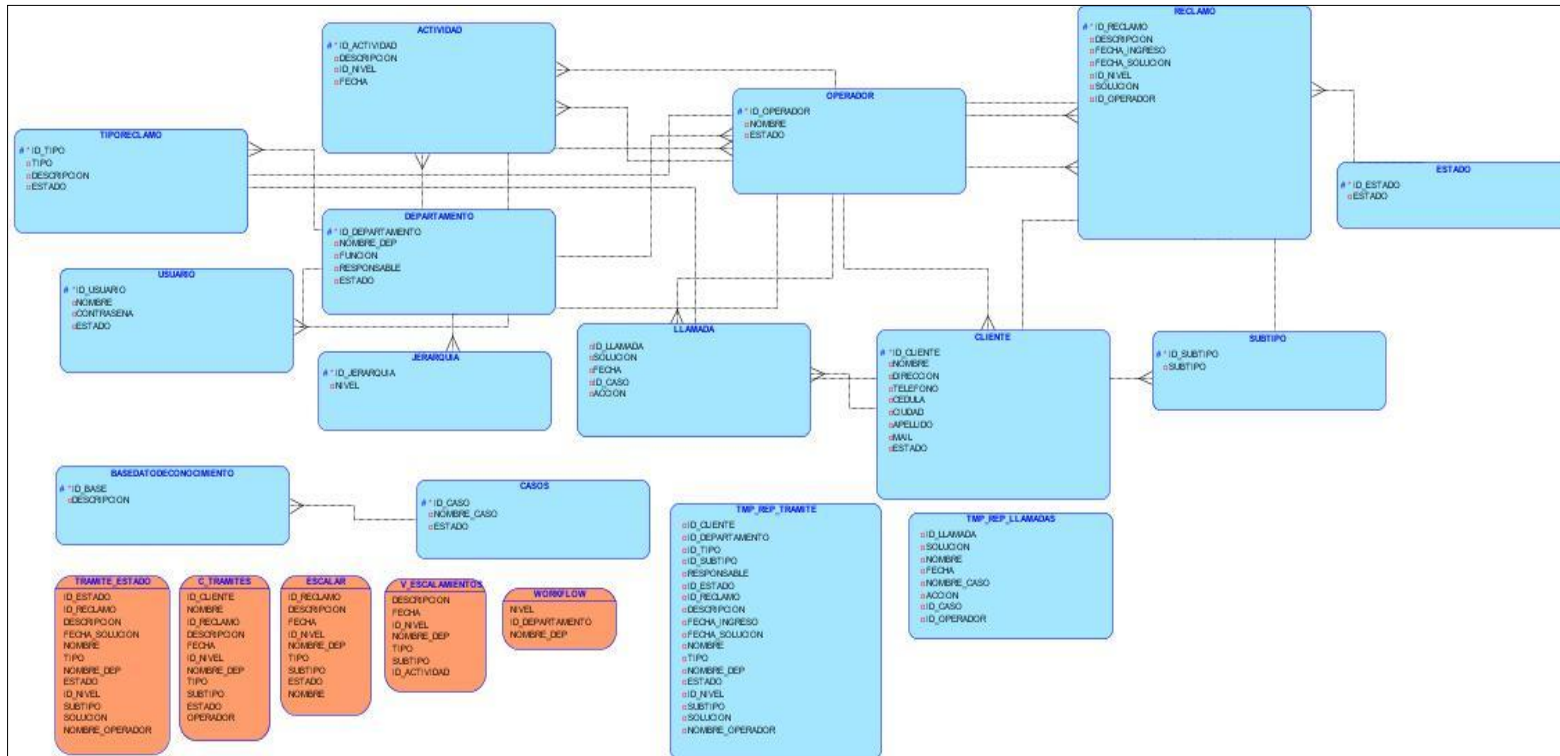 ACTIVIDAD
# * ID_ACTIVIDAD
DESCRIPCION
ID_NIVEL
FECHA
RECLAMO
# * ID_RECLAMO
DESCRIPCION
FECHA_INGRESO
FECHA_SOLUCION
ID_NIVEL
SOLUCION
ID_OPERADOR
OPERADOR
# * ID_OPERADOR
NOMBRE
ESTADO
TIPORECLAMO
# * ID_TIPO
TIPO
DESCRIPCION
ESTADO
ESTADO
# * ID_ESTADO
ESTADO
DEPARTAMENTO
# * ID_DEPARTAMENTO
NOMBRE_DEP
FUNCION
RESPONSABLE
ESTADO
USUARIO
# * ID_USUARIO
NOMBRE
CONTRASENA
ESTADO
JERARQUIA
# * ID_JERARQUIA
NIVEL
LLAMADA
ID_LLAMADA
SOLUCION
FECHA
ID_CASO
ACCION
CLIENTE
# * ID_CLIENTE
NOMBRE
DIRECCION
TELEFONO
CEDULA
CIUDAD
APELLIDO
MAIL
ESTADO
SUBTIPO
# * ID_SUBTIPO
SUBTIPO
BASEDATODECONOCIMIENTO
# * ID_BASE
DESCRIPCION
CASOS
# * ID_CASO
NOMBRE_CASO
ESTADO
TMP_REP_TRAMITE
ID_CLIENTE
ID_DEPARTAMENTO
ID_TIPO
ID_SUBTIPO
RESPONSABLE
ID_ESTADO
ID_RECLAMO
DESCRIPCION
FECHA_INGRESO
FECHA_SOLUCION
NOMBRE
TIPO
NOMBRE_DEP
ESTADO
ID_NIVEL
SUBTIPO
SOLUCION
NOMBRE_OPERADOR
TMP_REP_LLAMADAS
ID_LLAMADA
SOLUCION
NOMBRE
FECHA
NOMBRE_CASO
ACCION
ID_CASO
ID_OPERADOR
TRAMITE_ESTADO
ID_ESTADO
ID_RECLAMO
DESCRIPCION
FECHA_SOLUCION
NOMBRE
TIPO
NOMBRE_DEP
ESTADO
ID_NIVEL
SUBTIPO
SOLUCION
NOMBRE_OPERADOR
C_TRAMITES
ID_CLIENTE
NOMBRE
ID_RECLAMO
DESCRIPCION
FECHA
ID_NIVEL
NOMBRE_DEP
TIPO
SUBTIPO
ESTADO
OPERADOR
ESCALAR
ID_RECLAMO
DESCRIPCION
FECHA
ID_NIVEL
NOMBRE_DEP
TIPO
SUBTIPO
ESTADO
NOMBRE
V_ESCALAMIENTOS
DESCRIPCION
FECHA
ID_NIVEL
NOMBRE_DEP
TIPO
SUBTIPO
ID_ACTIVIDAD
WORKFLOW
NIVEL
ID_DEPARTAMENTO
NOMBRE_DEP